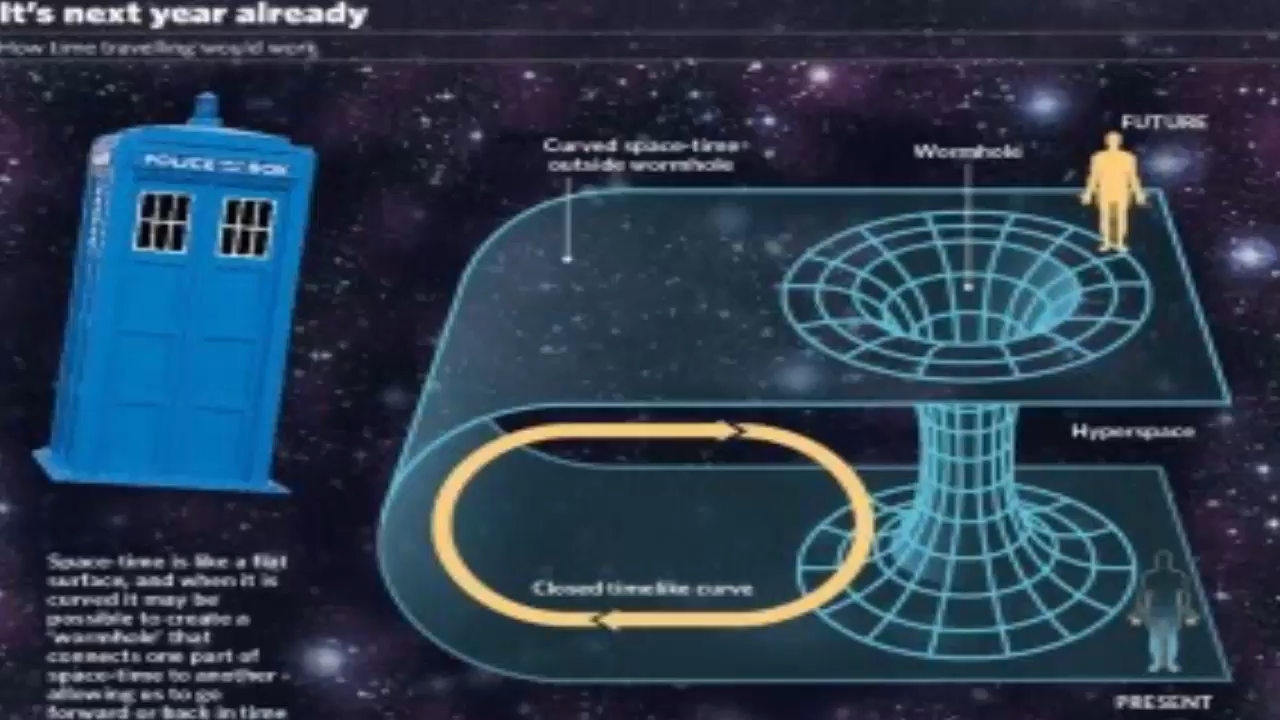 It's next year already
How time travelling would work
FUTURE
Curved space-time
outside wormhole
Wormhole
POLICE BOX
Hyperspace
Closed timelike curve
Space-time is like a flat
surface, and when it is
curved it may be
possible to create a
'wormhole' that
connects one part of
space-time to another -
allowing us to go
forward or back in time
PRESENT